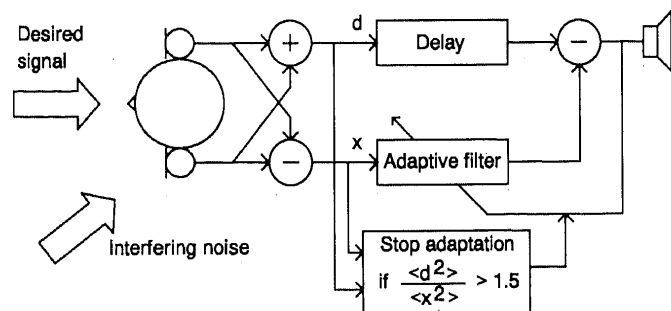 Desired
signal
Interfering noise
+
−
d
x
Delay
Adaptive filter
−
Stop adaptation
if <d²> / <x²> > 1.5